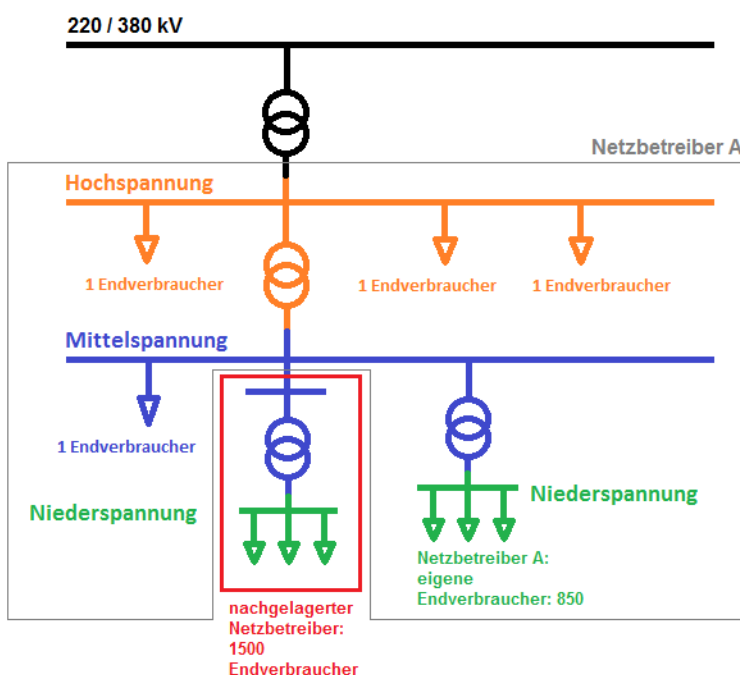 220 / 380 kV
Netzbetreiber A
Hochspannung
1 Endverbraucher
1 Endverbraucher
1 Endverbraucher
Mittelspannung
1 Endverbraucher
Niederspannung
Niederspannung
Netzbetreiber A:
eigene
Endverbraucher: 850
nachgelagerter
Netzbetreiber:
1500
Endverbraucher